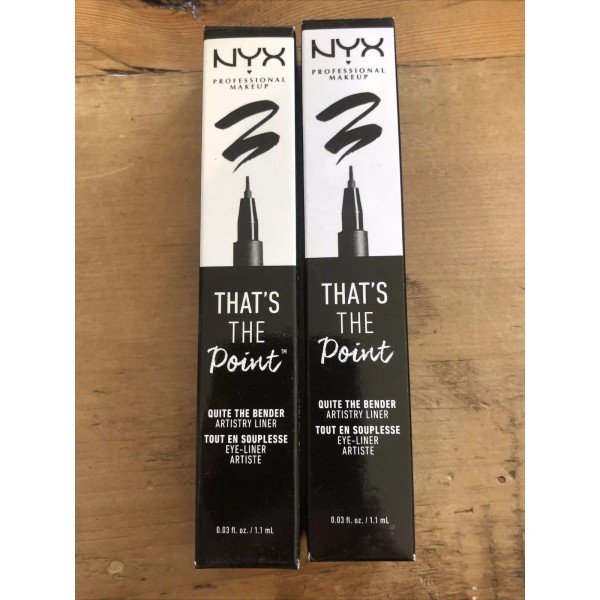 NYX
PROFESSIONAL
MAKEUP
THAT'S
THE
Point™
QUITE THE BENDER
ARTISTRY LINER
TOUT EN SOUPLESSE
EYE-LINER
ARTISTE
0.03 fl. oz. / 1.1 mL
NYX
PROFESSIONAL
MAKEUP
THAT'S
THE
Point
QUITE THE BENDER
ARTISTRY LINER
TOUT EN SOUPLESSE
EYE-LINER
ARTISTE
0.03 fl. oz. / 1.1 mL